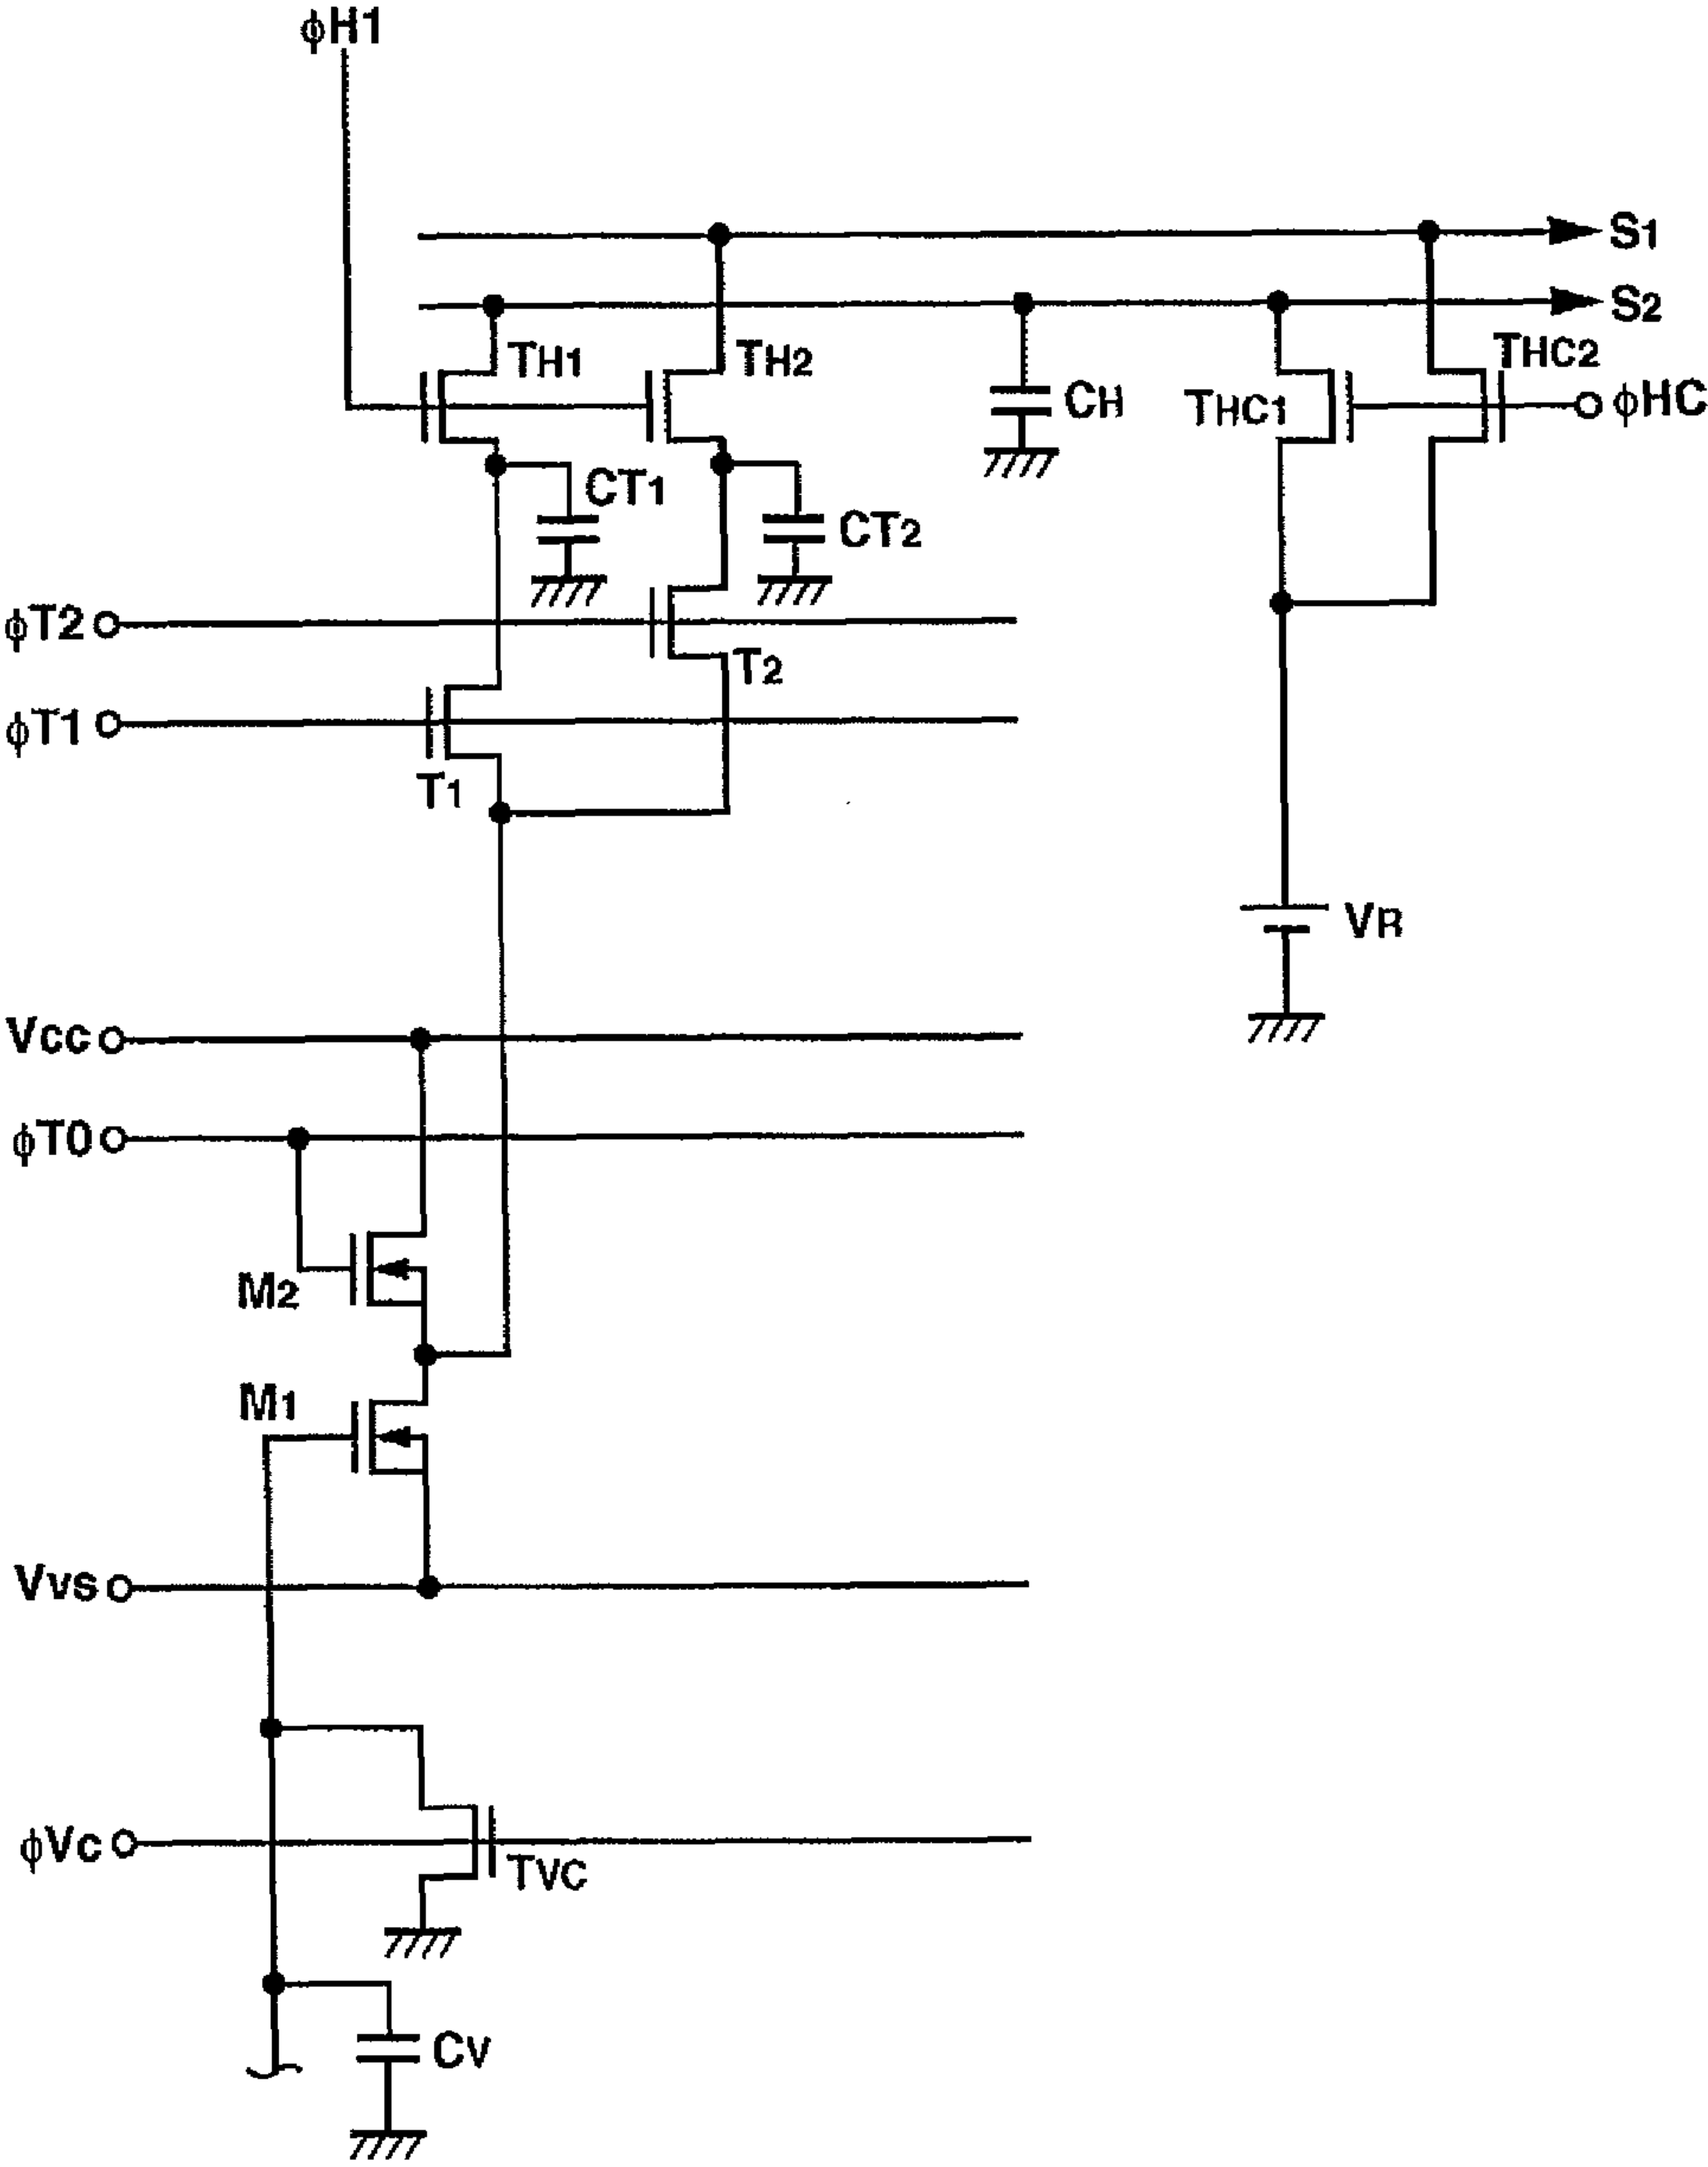 ϕH1
S1
S2
TH1
TH2
THC2
CH
THC1
ϕHC
CT1
CT2
ϕT2
T2
ϕT1
T1
VR
Vcc
ϕT0
M2
M1
Vvs
ϕVc
TVC
CV